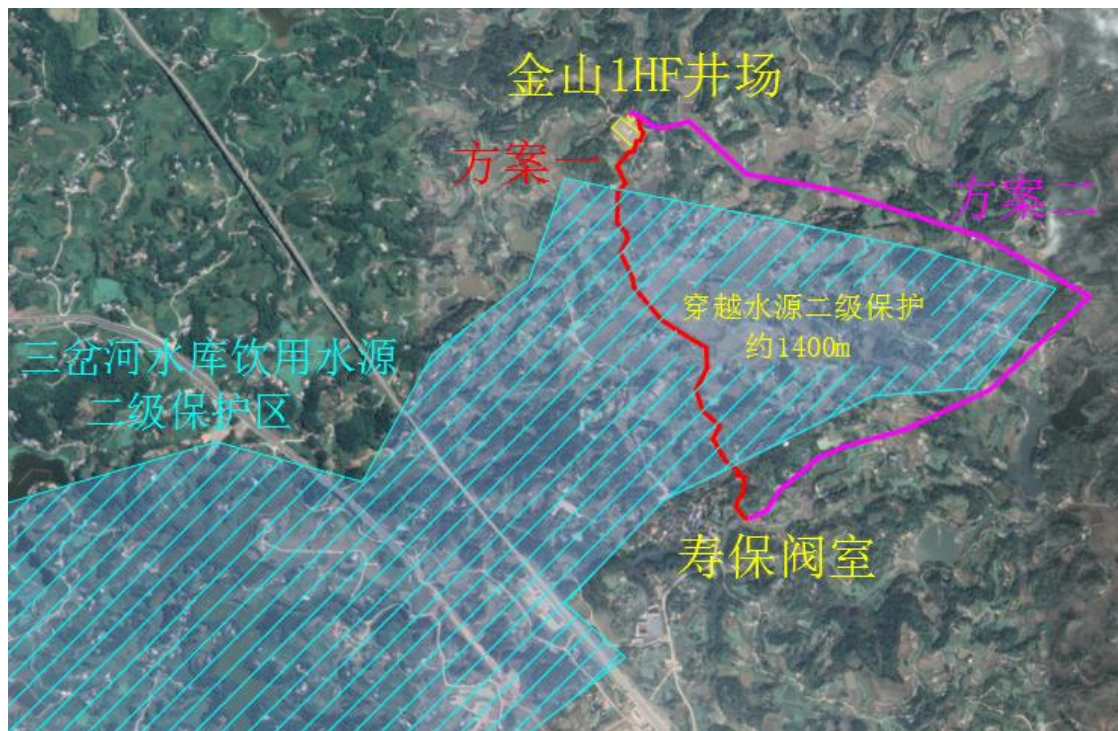 金山1HF井场
方案一
方案二
穿越水源二级保护
约1400m
三岔河水库饮用水源
二级保护区
寿保阀室